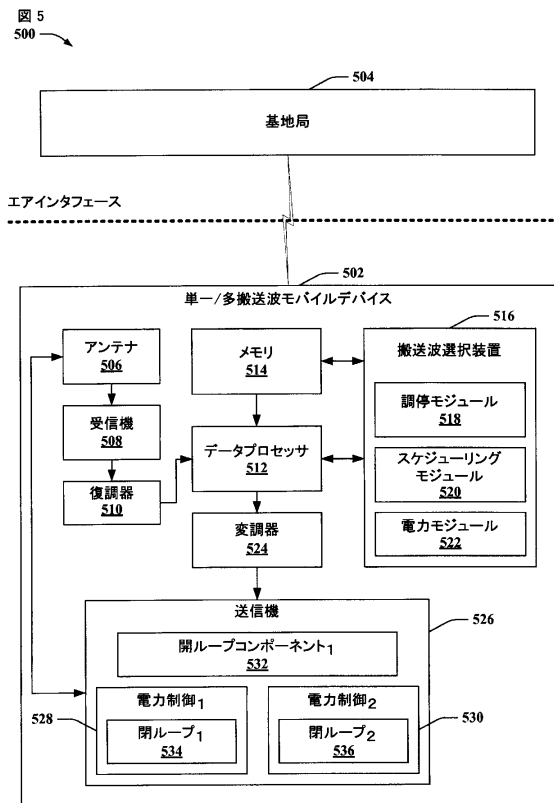 図 5
500
504
基地局
エアインタフェース
502
単一/多搬送波モバイルデバイス
516
アンテナ
506
メモリ
514
搬送波選択装置
調停モジュール
518
受信機
508
データプロセッサ
512
スケジューリング
モジュール
520
復調器
510
変調器
524
電力モジュール
522
送信機
526
開ループコンポーネント1
532
電力制御1
電力制御2
528
530
閉ループ1
534
閉ループ2
536